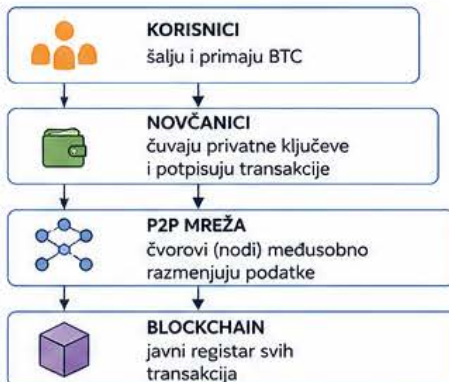 KORISNICI
šalju i primaju BTC
NOVČANICI
čuvaju privatne ključeve
i potpisuju transakcije
P2P MREŽA
čvorovi (nodi) međusobno
razmenjuju podatke
BLOCKCHAIN
javni registar svih
transakcija